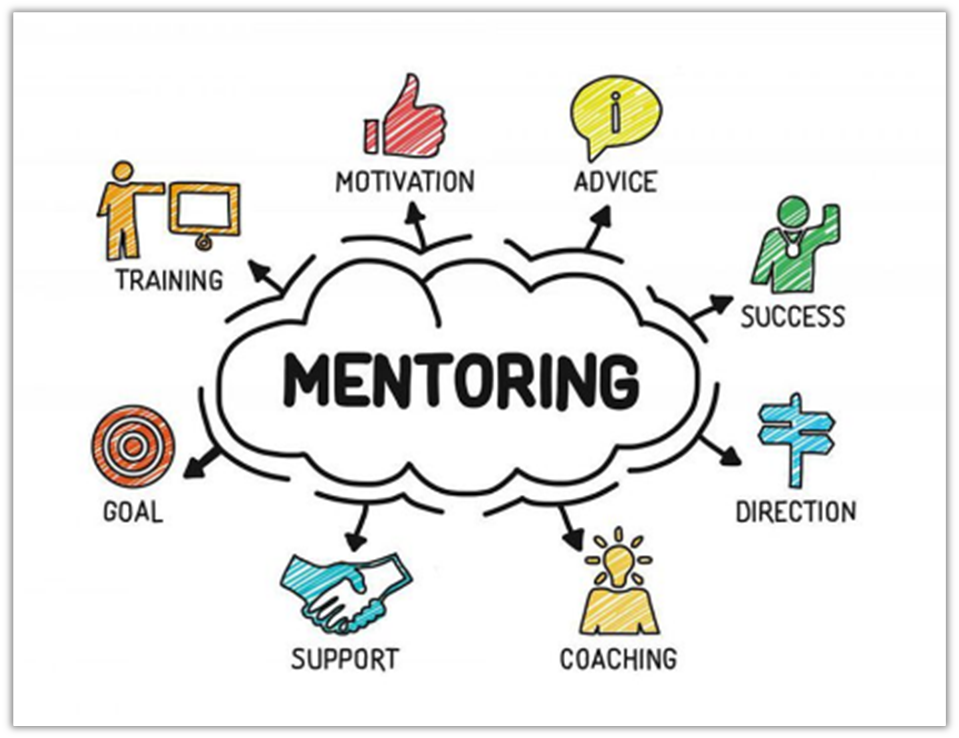 MOTIVATION
ADVICE
TRAINING
SUCCESS
MENTORING
GOAL
DIRECTION
SUPPORT
COACHING